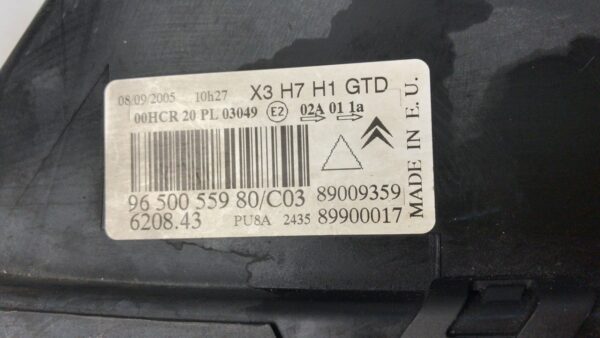 08/09/2005 10h27 X3 H7 H1 GTD
00HCR 20 PL 03049 E2 02A 01 1a
96 500 559 80/C03 89009359
6208.43 PU8A 2435 89900017
MADE IN E.U.